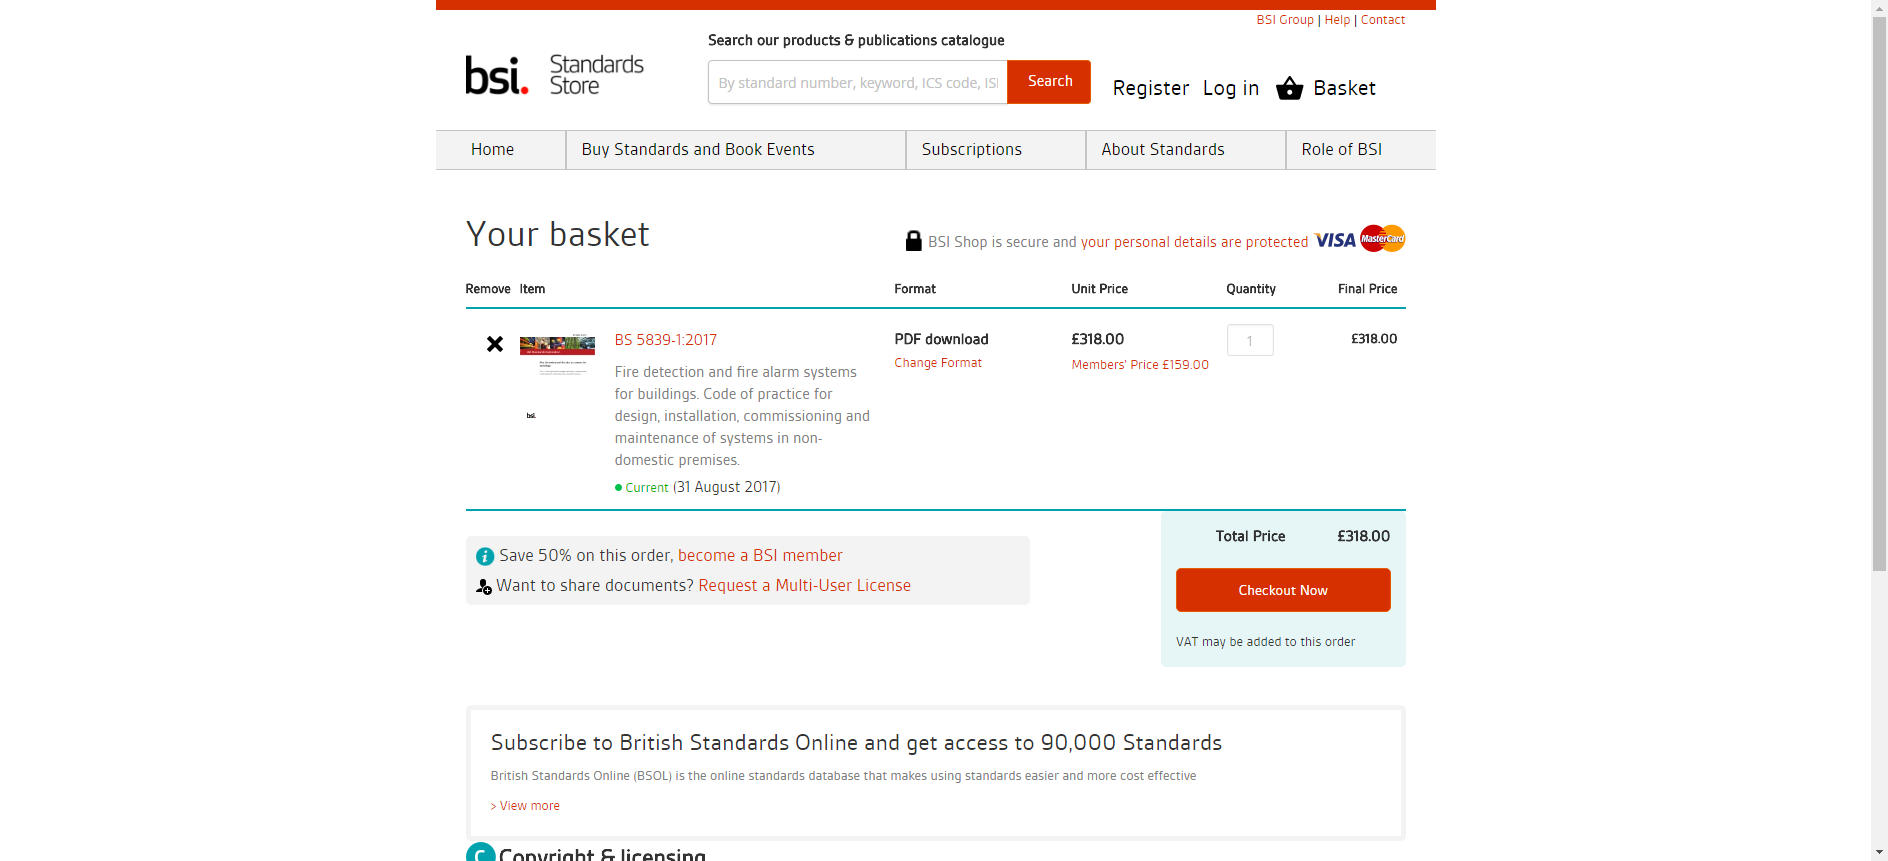 BSI Group | Help | Contact
Search our products & publications catalogue
bsi. Standards Store
By standard number, keyword, ICS code, IS
Search
Register Log in Basket
Home Buy Standards and Book Events Subscriptions About Standards Role of BSI
Your basket
BSI Shop is secure and your personal details are protected VISA MasterCard
Remove Item Format Unit Price Quantity Final Price
BS 5839-1:2017 PDF download £318.00 1 £318.00
Change Format Members' Price £159.00
Fire detection and fire alarm systems
for buildings. Code of practice for
design, installation, commissioning and
maintenance of systems in non-
domestic premises.
bsi.
Current (31 August 2017)
Total Price £318.00
Save 50% on this order, become a BSI member
Want to share documents? Request a Multi-User License
Checkout Now
VAT may be added to this order
Subscribe to British Standards Online and get access to 90,000 Standards
British Standards Online (BSOL) is the online standards database that makes using standards easier and more cost effective
> View more
Copyright & licensing